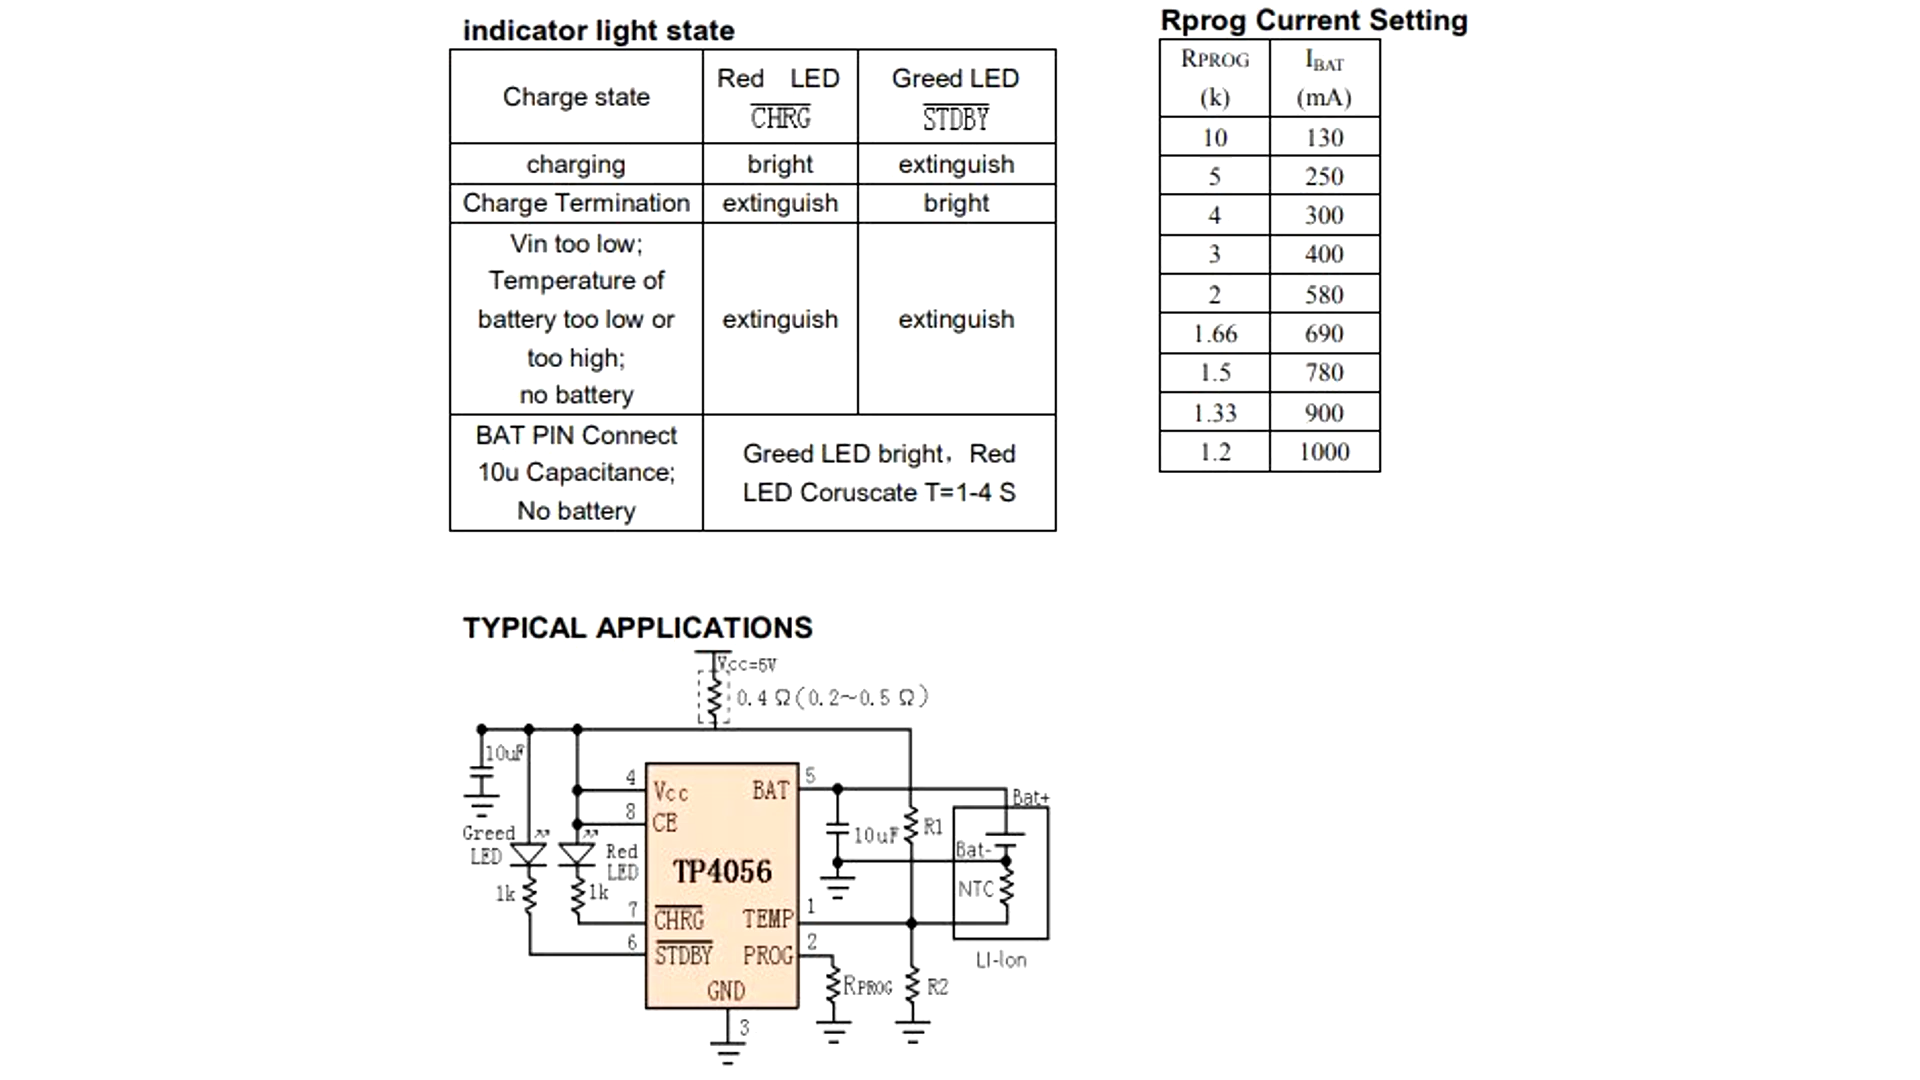 indicator light state
Charge state
Red LED
CHRG
Greed LED
STDBY
charging
bright
extinguish
Charge Termination
extinguish
bright
Vin too low;
Temperature of
battery too low or
too high;
no battery
extinguish
extinguish
BAT PIN Connect
10u Capacitance;
No battery
Greed LED bright, Red
LED Coruscate T=1-4 S
Rprog Current Setting
RPROG
(k)
IBAT
(mA)
10 130
5 250
4 300
3 400
2 580
1.66 690
1.5 780
1.33 900
1.2 1000
TYPICAL APPLICATIONS
Vcc=5V
0.4 Ω(0.2~0.5 Ω)
10uF
Greed
LED
1k
Red
LED
1k
4
8
7
6
Vcc
CE
CHRG
STDBY
TP4056
BAT
TEMP
PROG
GND
5
1
2
3
10uF
R1
Bat+
Bat-
NTC
LI-Ion
RPROG
R2